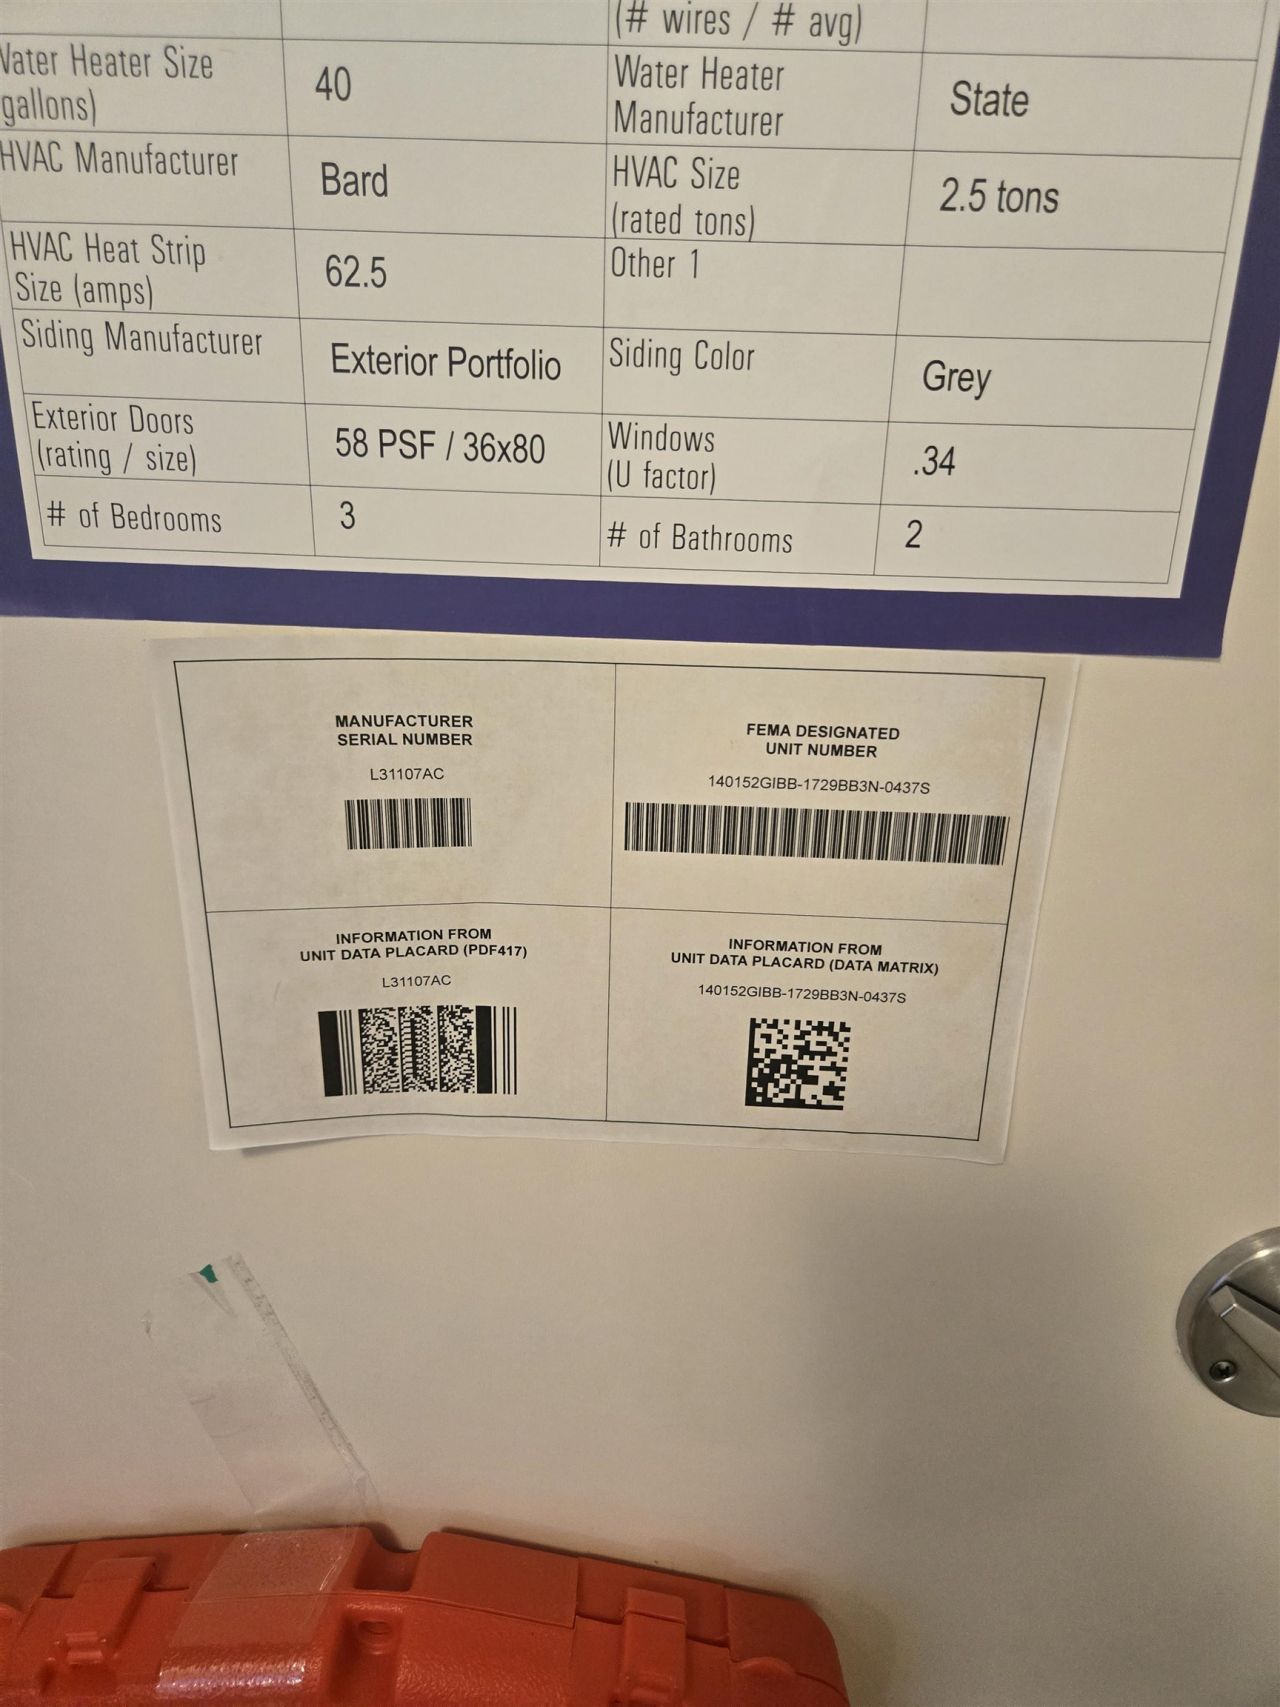 (# wires / # avg)
Water Heater Size
gallons)
40
Water Heater
Manufacturer
State
HVAC Manufacturer
Bard
HVAC Size
(rated tons)
2.5 tons
HVAC Heat Strip
Size (amps)
62.5
Other 1
Siding Manufacturer
Exterior Portfolio
Siding Color
Grey
Exterior Doors
(rating / size)
58 PSF / 36x80
Windows
(U factor)
.34
# of Bedrooms
3
# of Bathrooms
2
MANUFACTURER
SERIAL NUMBER
L31107AC
FEMA DESIGNATED
UNIT NUMBER
140152GIBB-1729BB3N-0437S
INFORMATION FROM
UNIT DATA PLACARD (PDF417)
L31107AC
INFORMATION FROM
UNIT DATA PLACARD (DATA MATRIX)
140152GIBB-1729BB3N-0437S